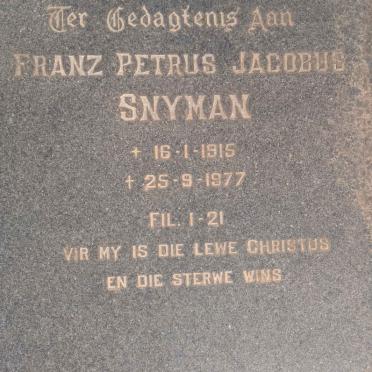 Ter Gedagtenis Aan
FRANZ PETRUS JACOBUS
SNYMAN
+ 16-1-1915
+ 25-9-1977
FIL. 1-21
VIR MY IS DIE LEWE CHRISTUS
EN DIE STERWE WINS